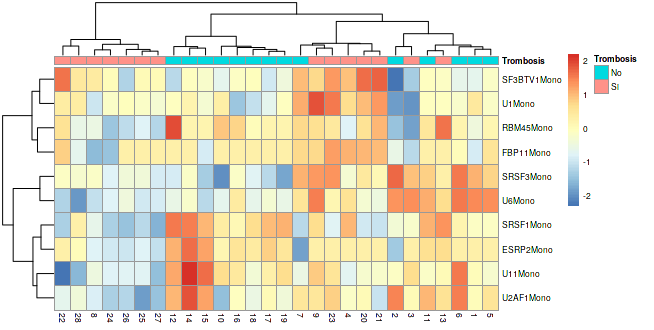 Trombosis
SF3BTV1Mono
U1Mono
RBM45Mono
FBP11Mono
SRSF3Mono
U6Mono
SRSF1Mono
ESRP2Mono
U11Mono
U2AF1Mono
22 28 8 24 26 25 27 12 14 15 10 16 18 17 19 7 9 23 4 20 21 2 3 11 13 6 1 5
2
1
0
-1
-2
Trombosis
No
SI